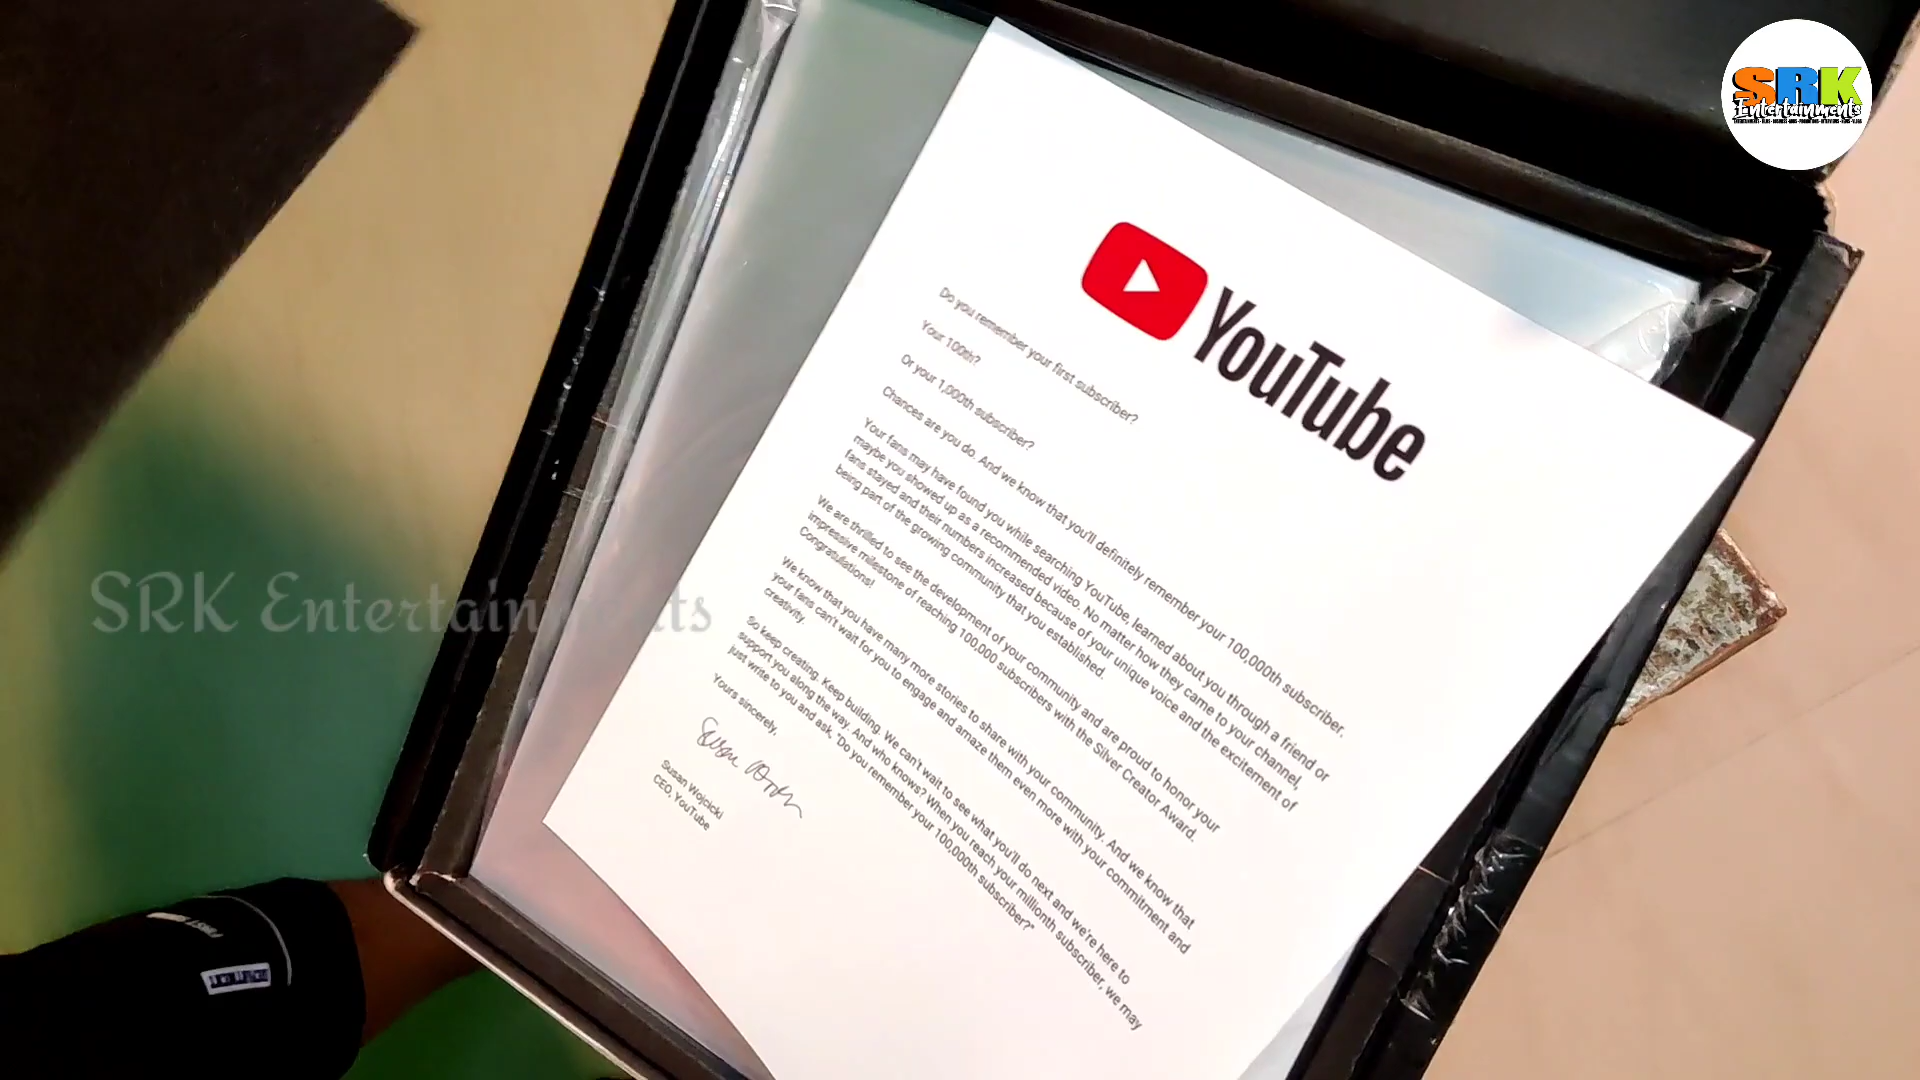 SRK
Entertainments
YouTube
Do you remember your first subscriber?
Your 100th?
Or your 1,000th subscriber?
Chances are you do. And we know that you'll definitely remember your 100,000th subscriber.
Your fans may have found you while searching YouTube, learned about you through a friend or
maybe you showed up as a recommended video. No matter how they came to your channel,
fans stayed and their numbers increased because of your unique voice and the excitement of
being part of the growing community that you established.
We are thrilled to see the development of your community and are proud to honor your
impressive milestone of reaching 100,000 subscribers with the Silver Creator Award.
Congratulations!
We know that you have many more stories to share with your community. And we know that
your fans can't wait for you to engage and amaze them even more with your commitment and
creativity.
So keep creating. Keep building. We can't wait to see what you'll do next and we're here to
support you along the way. And who knows? When you reach your millionth subscriber, we may
just write to you and ask, "Do you remember your 100,000th subscriber?"
Yours sincerely,
Susan Wojcicki
CEO, YouTube
SRK Entertainments